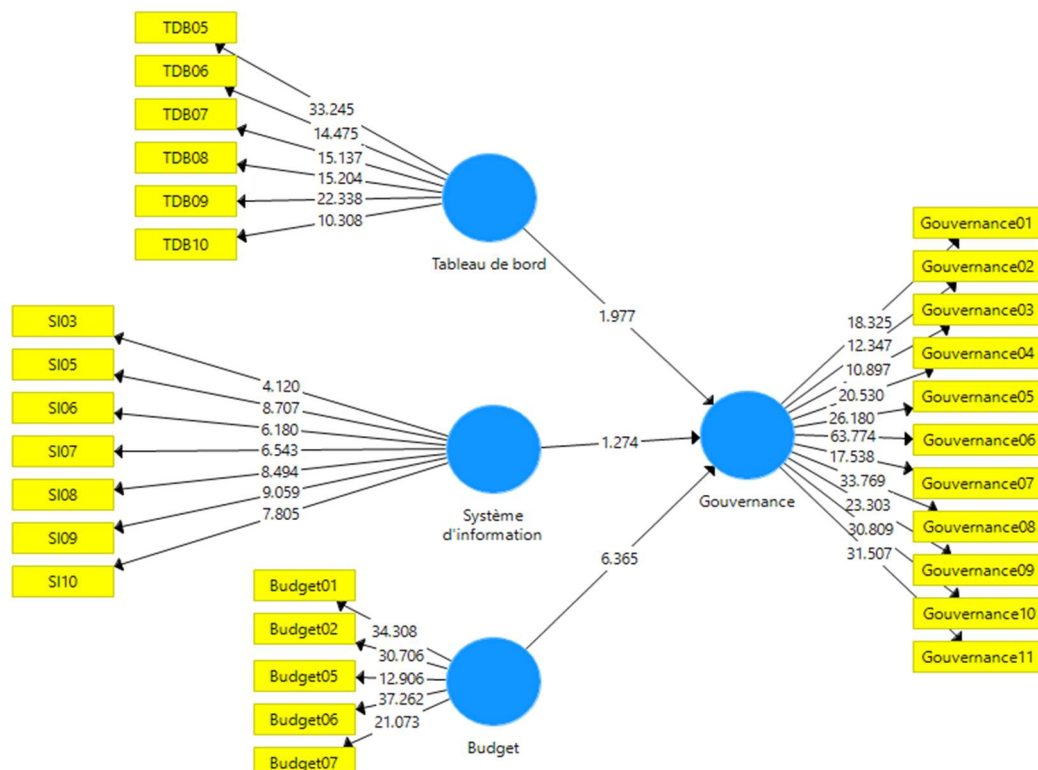 TDB05
TDB06
TDB07
TDB08
TDB09
TDB10
33.245
14.475
15.137
15.204
22.338
10.308
Tableau de bord
1.977
SI03
SI05
SI06
SI07
SI08
SI09
SI10
4.120
8.707
6.180
6.543
8.494
9.059
7.805
Système
d'information
1.274
Budget01
Budget02
Budget05
Budget06
Budget07
34.308
30.706
12.906
37.262
21.073
Budget
6.365
Gouvernance
18.325
12.347
10.897
20.530
26.180
63.774
17.538
33.769
23.303
30.809
31.507
Gouvernance01
Gouvernance02
Gouvernance03
Gouvernance04
Gouvernance05
Gouvernance06
Gouvernance07
Gouvernance08
Gouvernance09
Gouvernance10
Gouvernance11